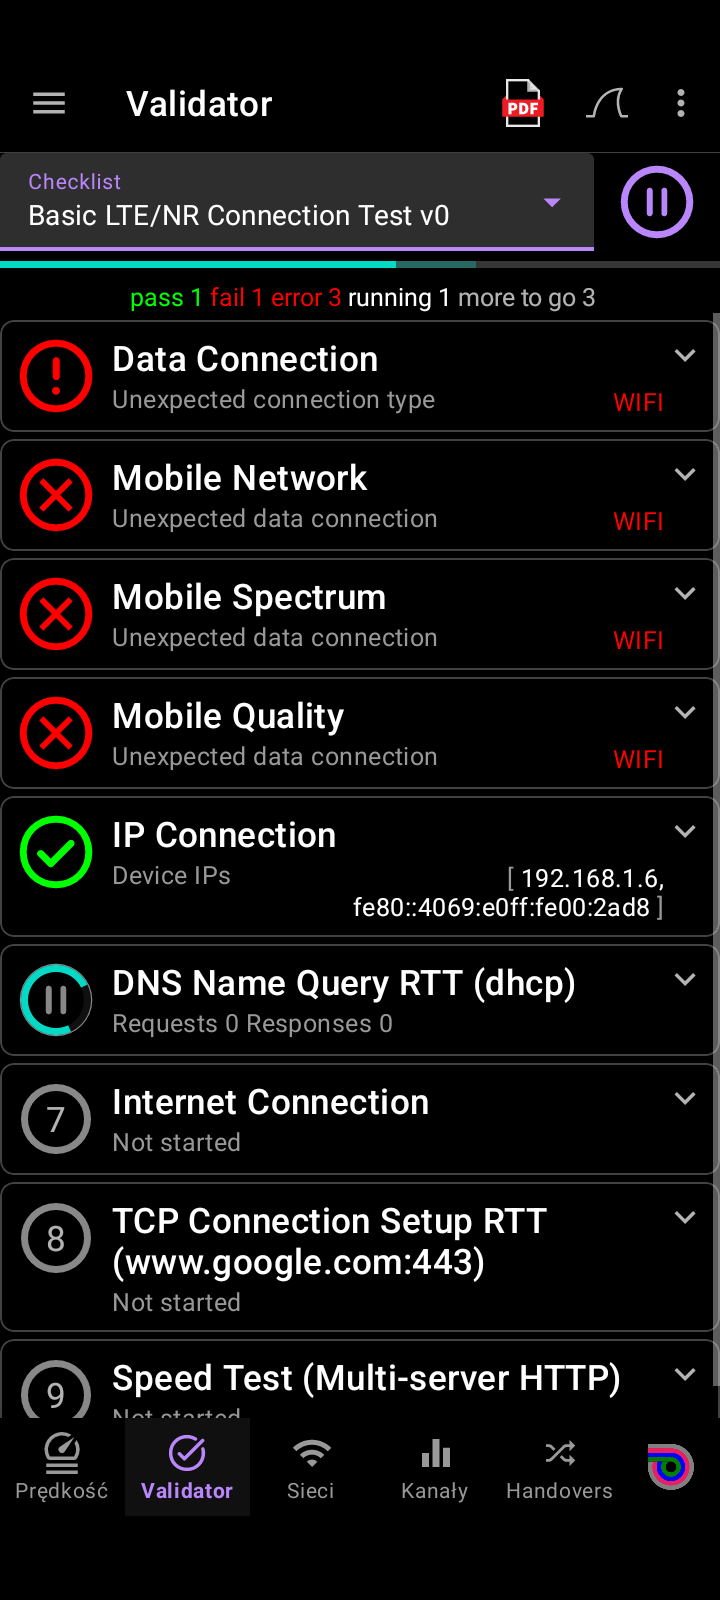 Validator
PDF
Checklist
Basic LTE/NR Connection Test v0
pass 1 fail 1 error 3 running 1 more to go 3
Data Connection
Unexpected connection type
WIFI
Mobile Network
Unexpected data connection
WIFI
Mobile Spectrum
Unexpected data connection
WIFI
Mobile Quality
Unexpected data connection
WIFI
IP Connection
Device IPs
[ 192.168.1.6,
fe80::4069:e0ff:fe00:2ad8 ]
DNS Name Query RTT (dhcp)
Requests 0 Responses 0
7
Internet Connection
Not started
8
TCP Connection Setup RTT
(www.google.com:443)
Not started
9
Speed Test (Multi-server HTTP)
Not started
Prędkość
Validator
Sieci
Kanały
Handovers